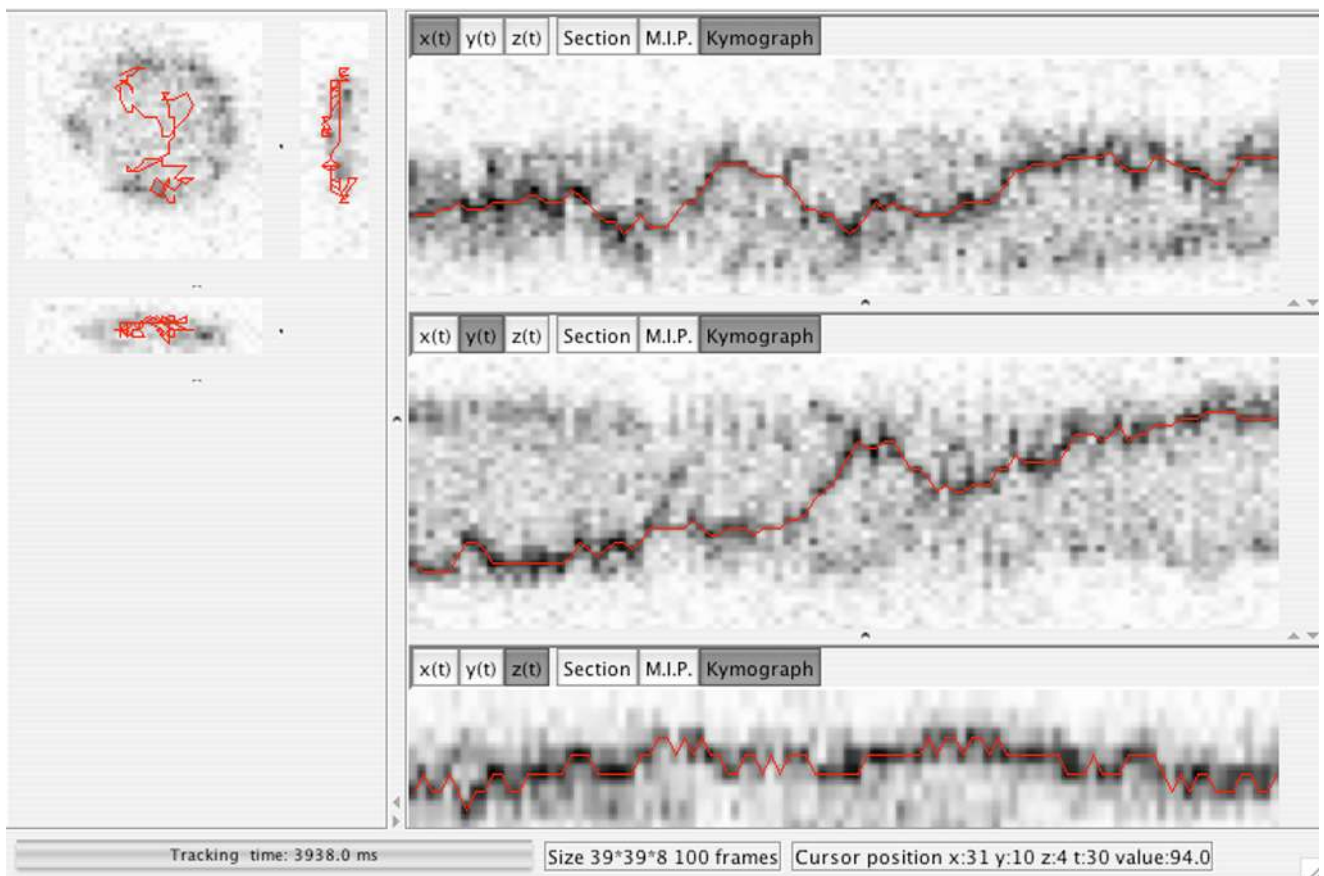 x(t) y(t) z(t) Section M.I.P. Kymograph
x(t) y(t) z(t) Section M.I.P. Kymograph
x(t) y(t) z(t) Section M.I.P. Kymograph
Tracking time: 3938.0 ms Size 39*39*8 100 frames Cursor position x:31 y:10 z:4 t:30 value:94.0